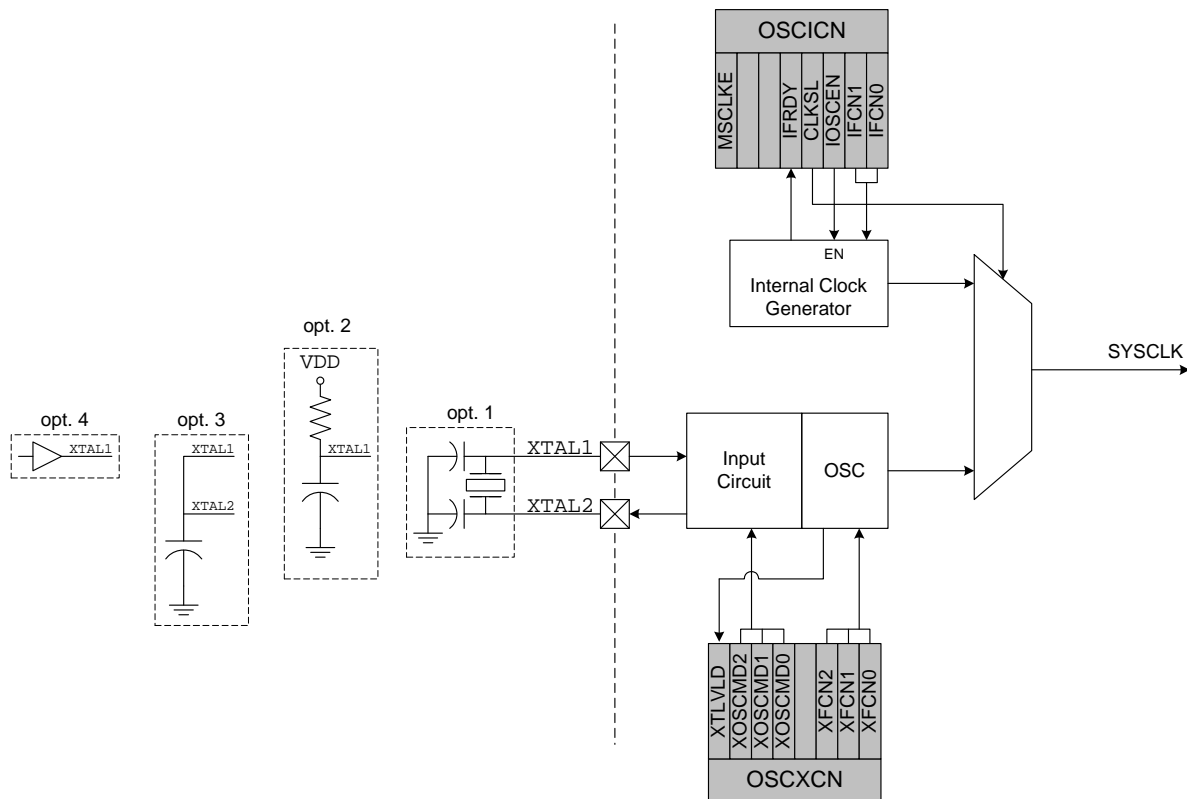 OSCICN
MSCLKE
IFRDY
CLKSL
IOSCEN
IFCN1
IFCN0
EN
Internal Clock
Generator
SYSCLK
opt. 2
VDD
XTAL1
opt. 4
XTAL1
opt. 3
XTAL1
XTAL2
opt. 1
XTAL1
XTAL2
Input
Circuit
OSC
XTLVLD
XOSCMD2
XOSCMD1
XOSCMD0
XFCN2
XFCN1
XFCN0
OSCXCN